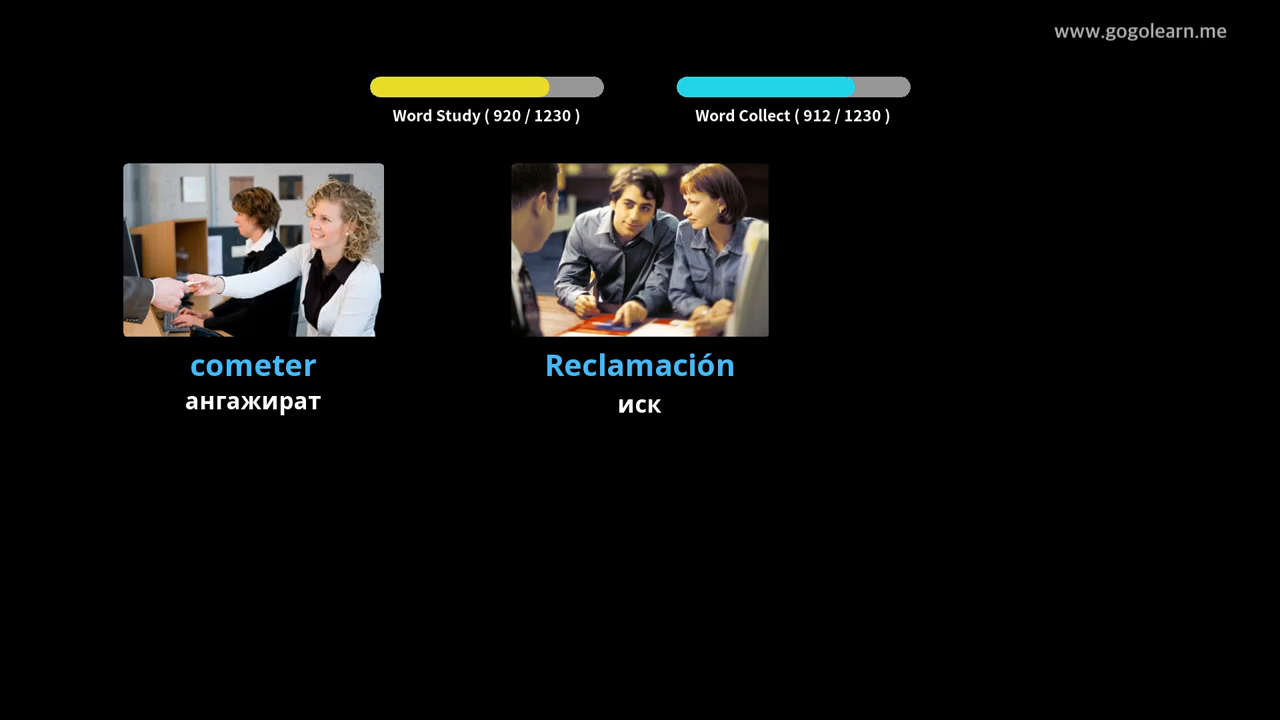 www.gogolearn.me
Word Study ( 920 / 1230 )
Word Collect ( 912 / 1230 )
cometer
ангажират
Reclamación
иск